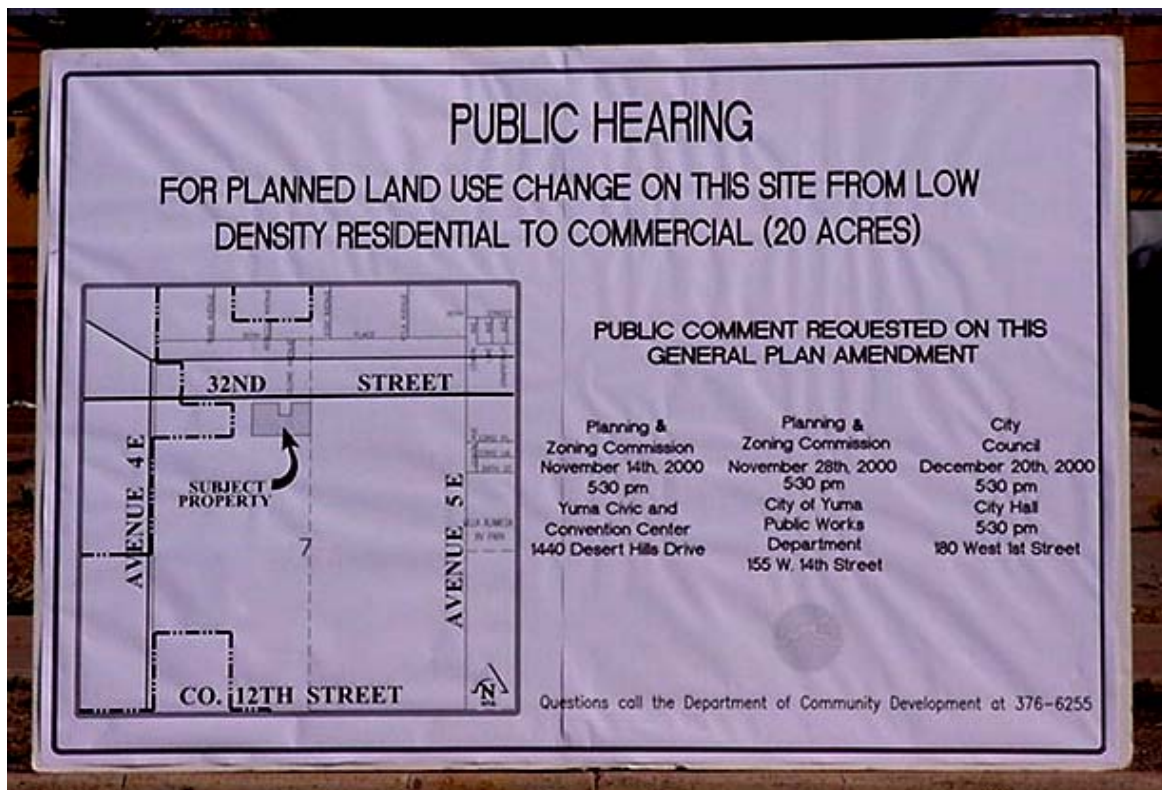 PUBLIC HEARING
FOR PLANNED LAND USE CHANGE ON THIS SITE FROM LOW
DENSITY RESIDENTIAL TO COMMERCIAL (20 ACRES)
PLACE
32ND STREET
AVENUE 4E
SUBJECT
PROPERTY
7
AVENUE 5E
RV PARK
CO. 12TH STREET
N
PUBLIC COMMENT REQUESTED ON THIS
GENERAL PLAN AMENDMENT
Planning &
Zoning Commission
November 14th, 2000
5:30 pm
Yuma Civic and
Convention Center
1440 Desert Hills Drive
Planning &
Zoning Commission
November 28th, 2000
5:30 pm
City of Yuma
Public Works
Department
155 W. 14th Street
City
Council
December 20th, 2000
5:30 pm
City Hall
5:30 pm
180 West 1st Street
Questions call the Department of Community Development at 376-6255